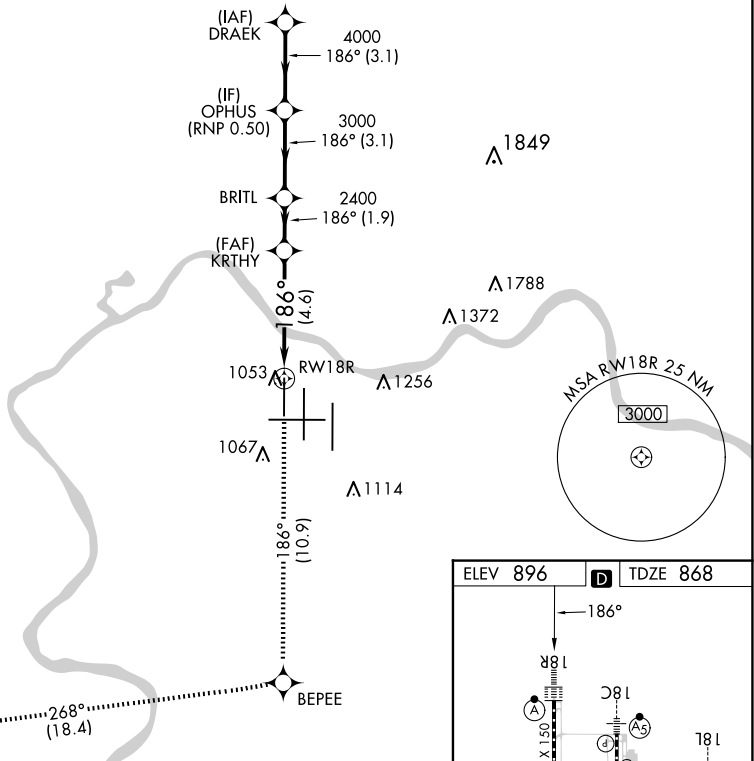 (IAF)
DRAEK
4000
186° (3.1)
(IF)
OPHUS
(RNP 0.50)
3000
186° (3.1)
1849
BRITL
2400
186° (1.9)
(FAF)
KRTHY
186°
(4.6)
1788
1372
1053
RW18R
1256
MSA RW18R 25 NM
3000
1067
1114
186°
(10.9)
ELEV 896
D
TDZE 868
186°
18R
18C
A
A5
X 150
P
18L
BEPEE
268°
(18.4)